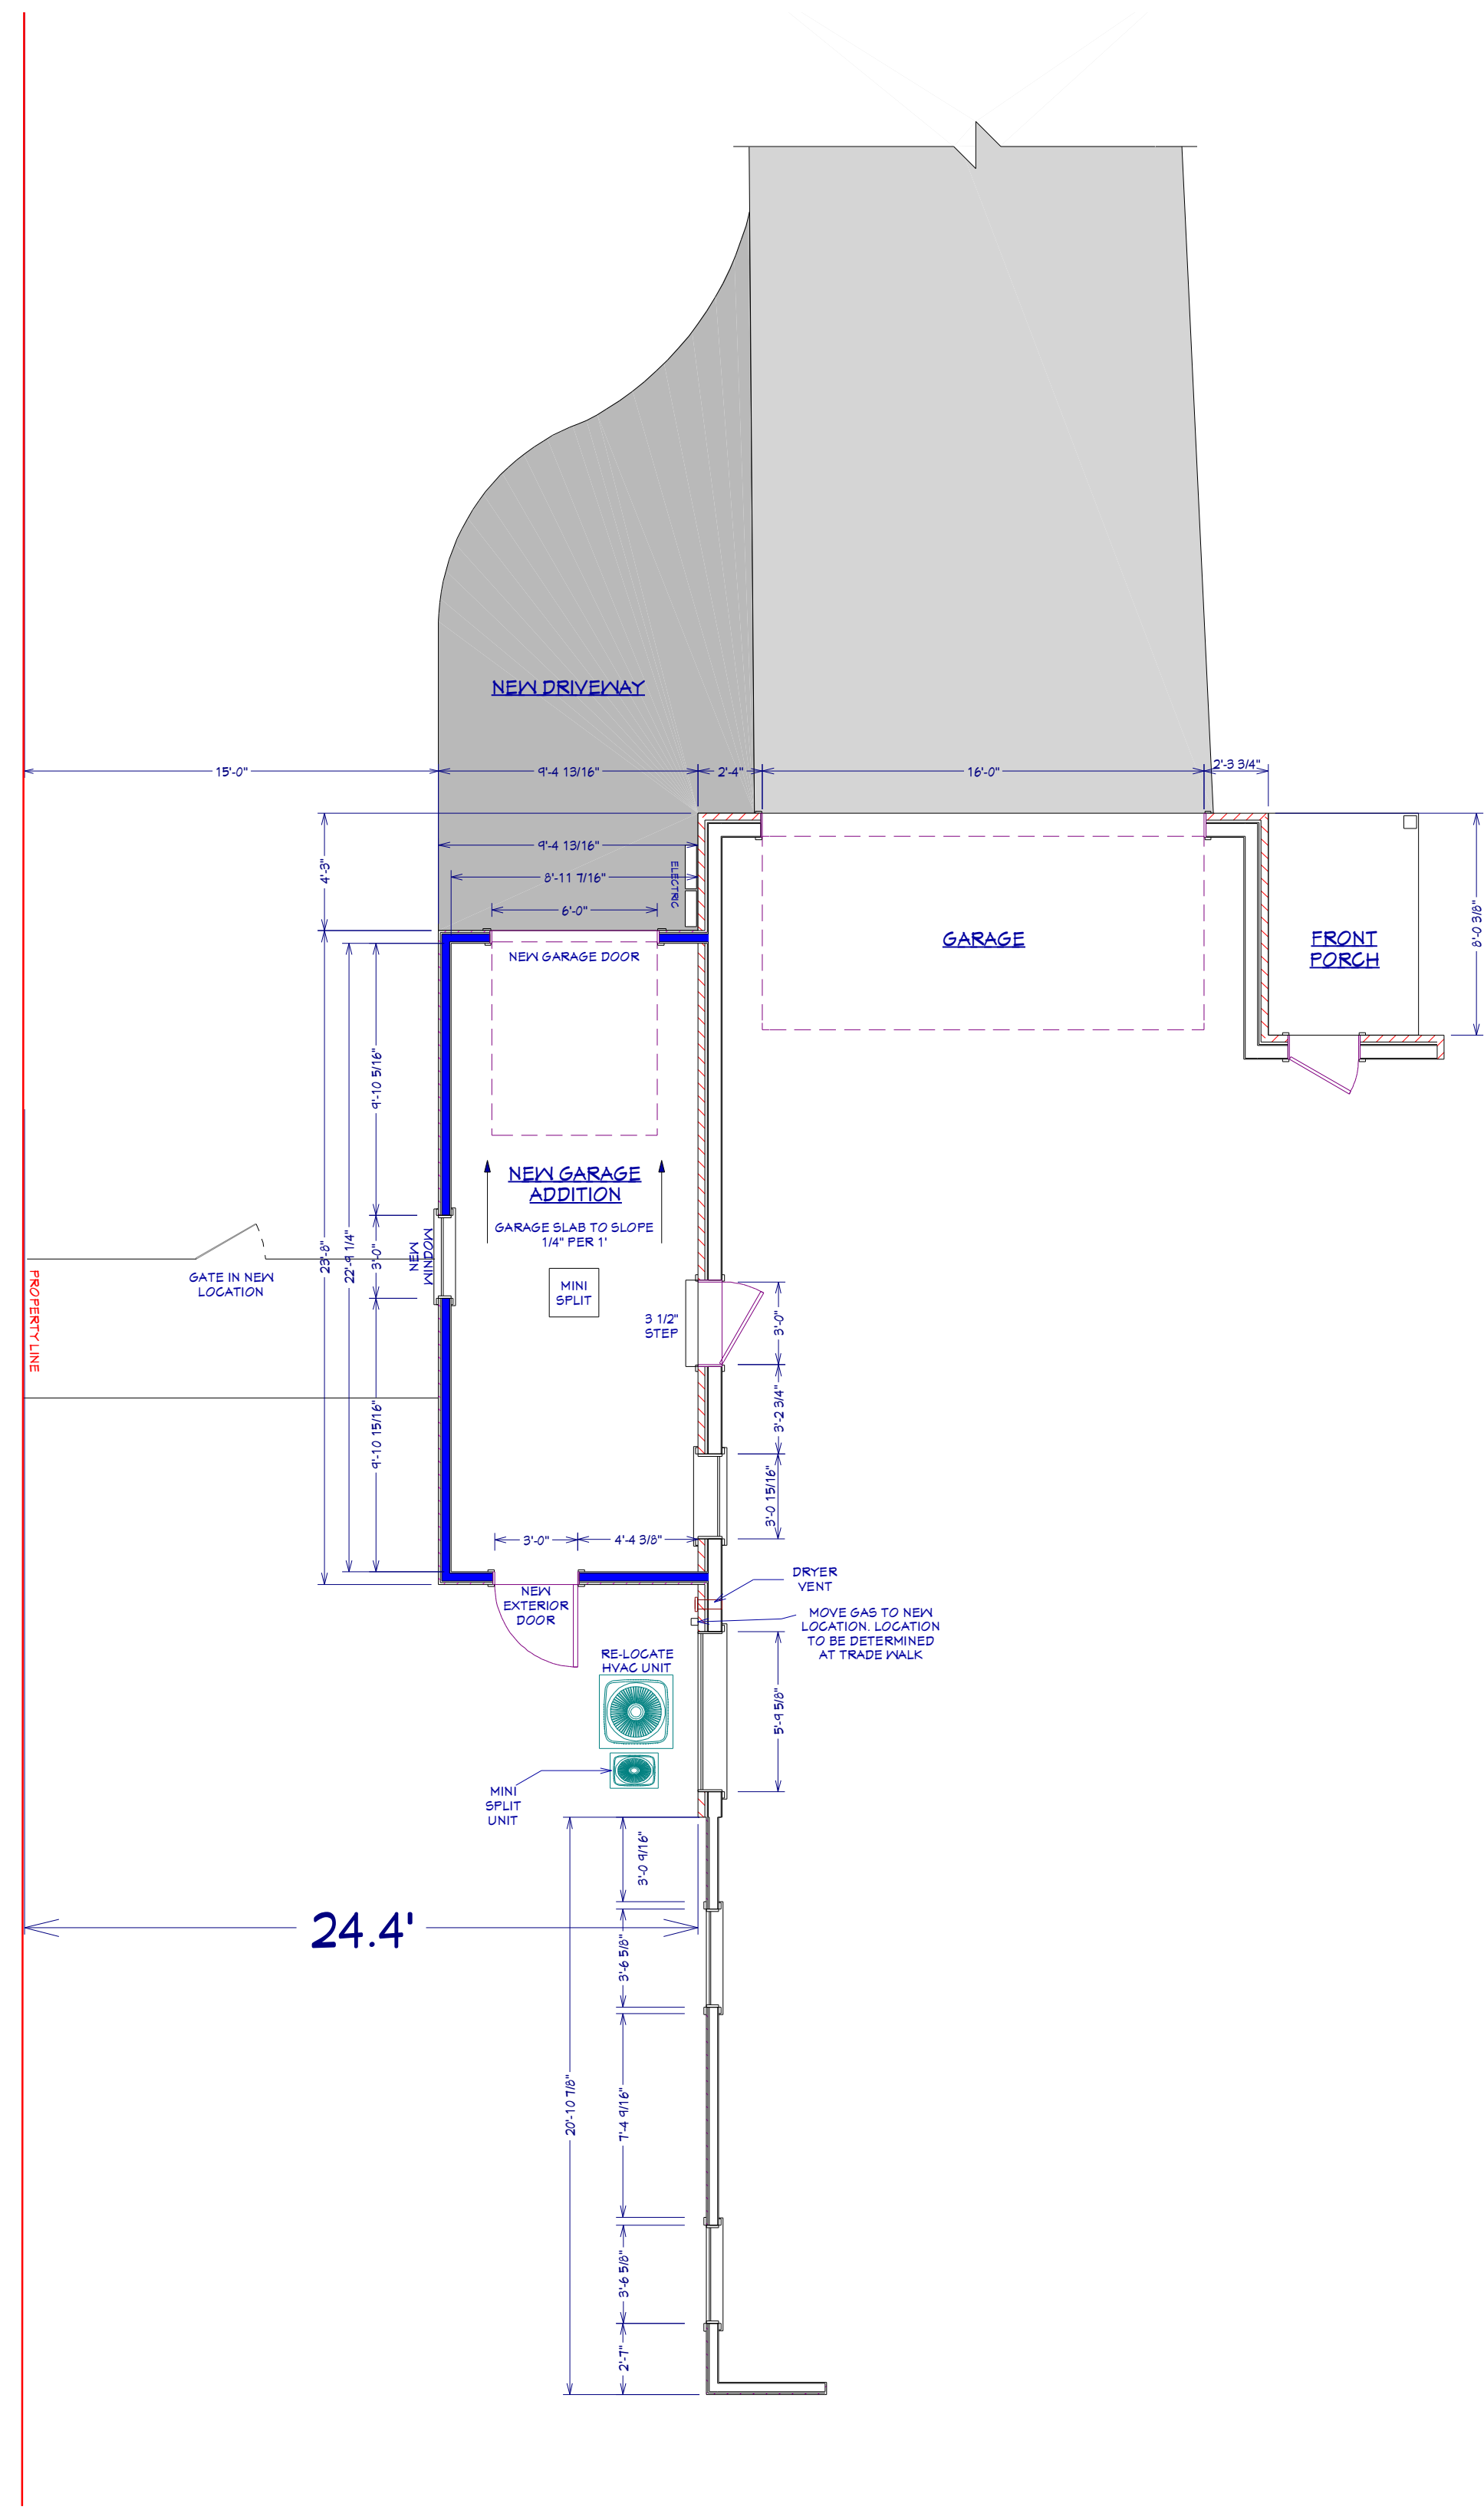 NEW DRIVEWAY
15'-0"
9'-4 13/16"
2'-4"
16'-0"
2'-3 3/4"
4'-3"
9'-4 13/16"
8'-11 7/16"
ELECTRIC
6'-0"
8'-0 3/8"
NEW GARAGE DOOR
GARAGE
FRONT
PORCH
9'-10 5/16"
NEW GARAGE
ADDITION
GARAGE SLAB TO SLOPE
1/4" PER 1'
23'-8"
22'-9 1/4"
3'-0"
NEW
WINDOW
GATE IN NEW
LOCATION
PROPERTY LINE
MINI
SPLIT
3 1/2"
STEP
3'-0"
3'-2 3/4"
9'-10 15/16"
3'-0 15/16"
3'-0"
4'-4 3/8"
NEW
EXTERIOR
DOOR
DRYER
VENT
MOVE GAS TO NEW
LOCATION. LOCATION
TO BE DETERMINED
AT TRADE WALK
RE-LOCATE
HVAC UNIT
5'-9 5/8"
MINI
SPLIT
UNIT
3'-0 9/16"
24.4'
3'-6 5/8"
20'-10 7/8"
7'-4 9/16"
3'-6 5/8"
2'-7"